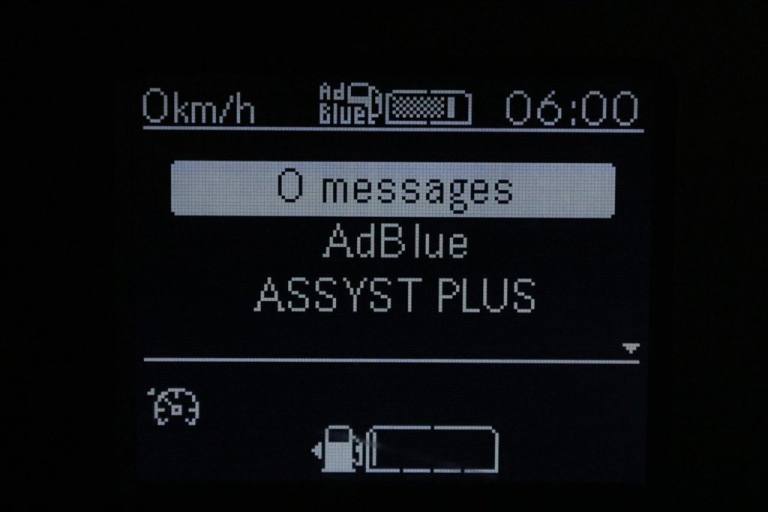 0km/h Ad Blue 06:00
0 messages
AdBlue
ASSYST PLUS